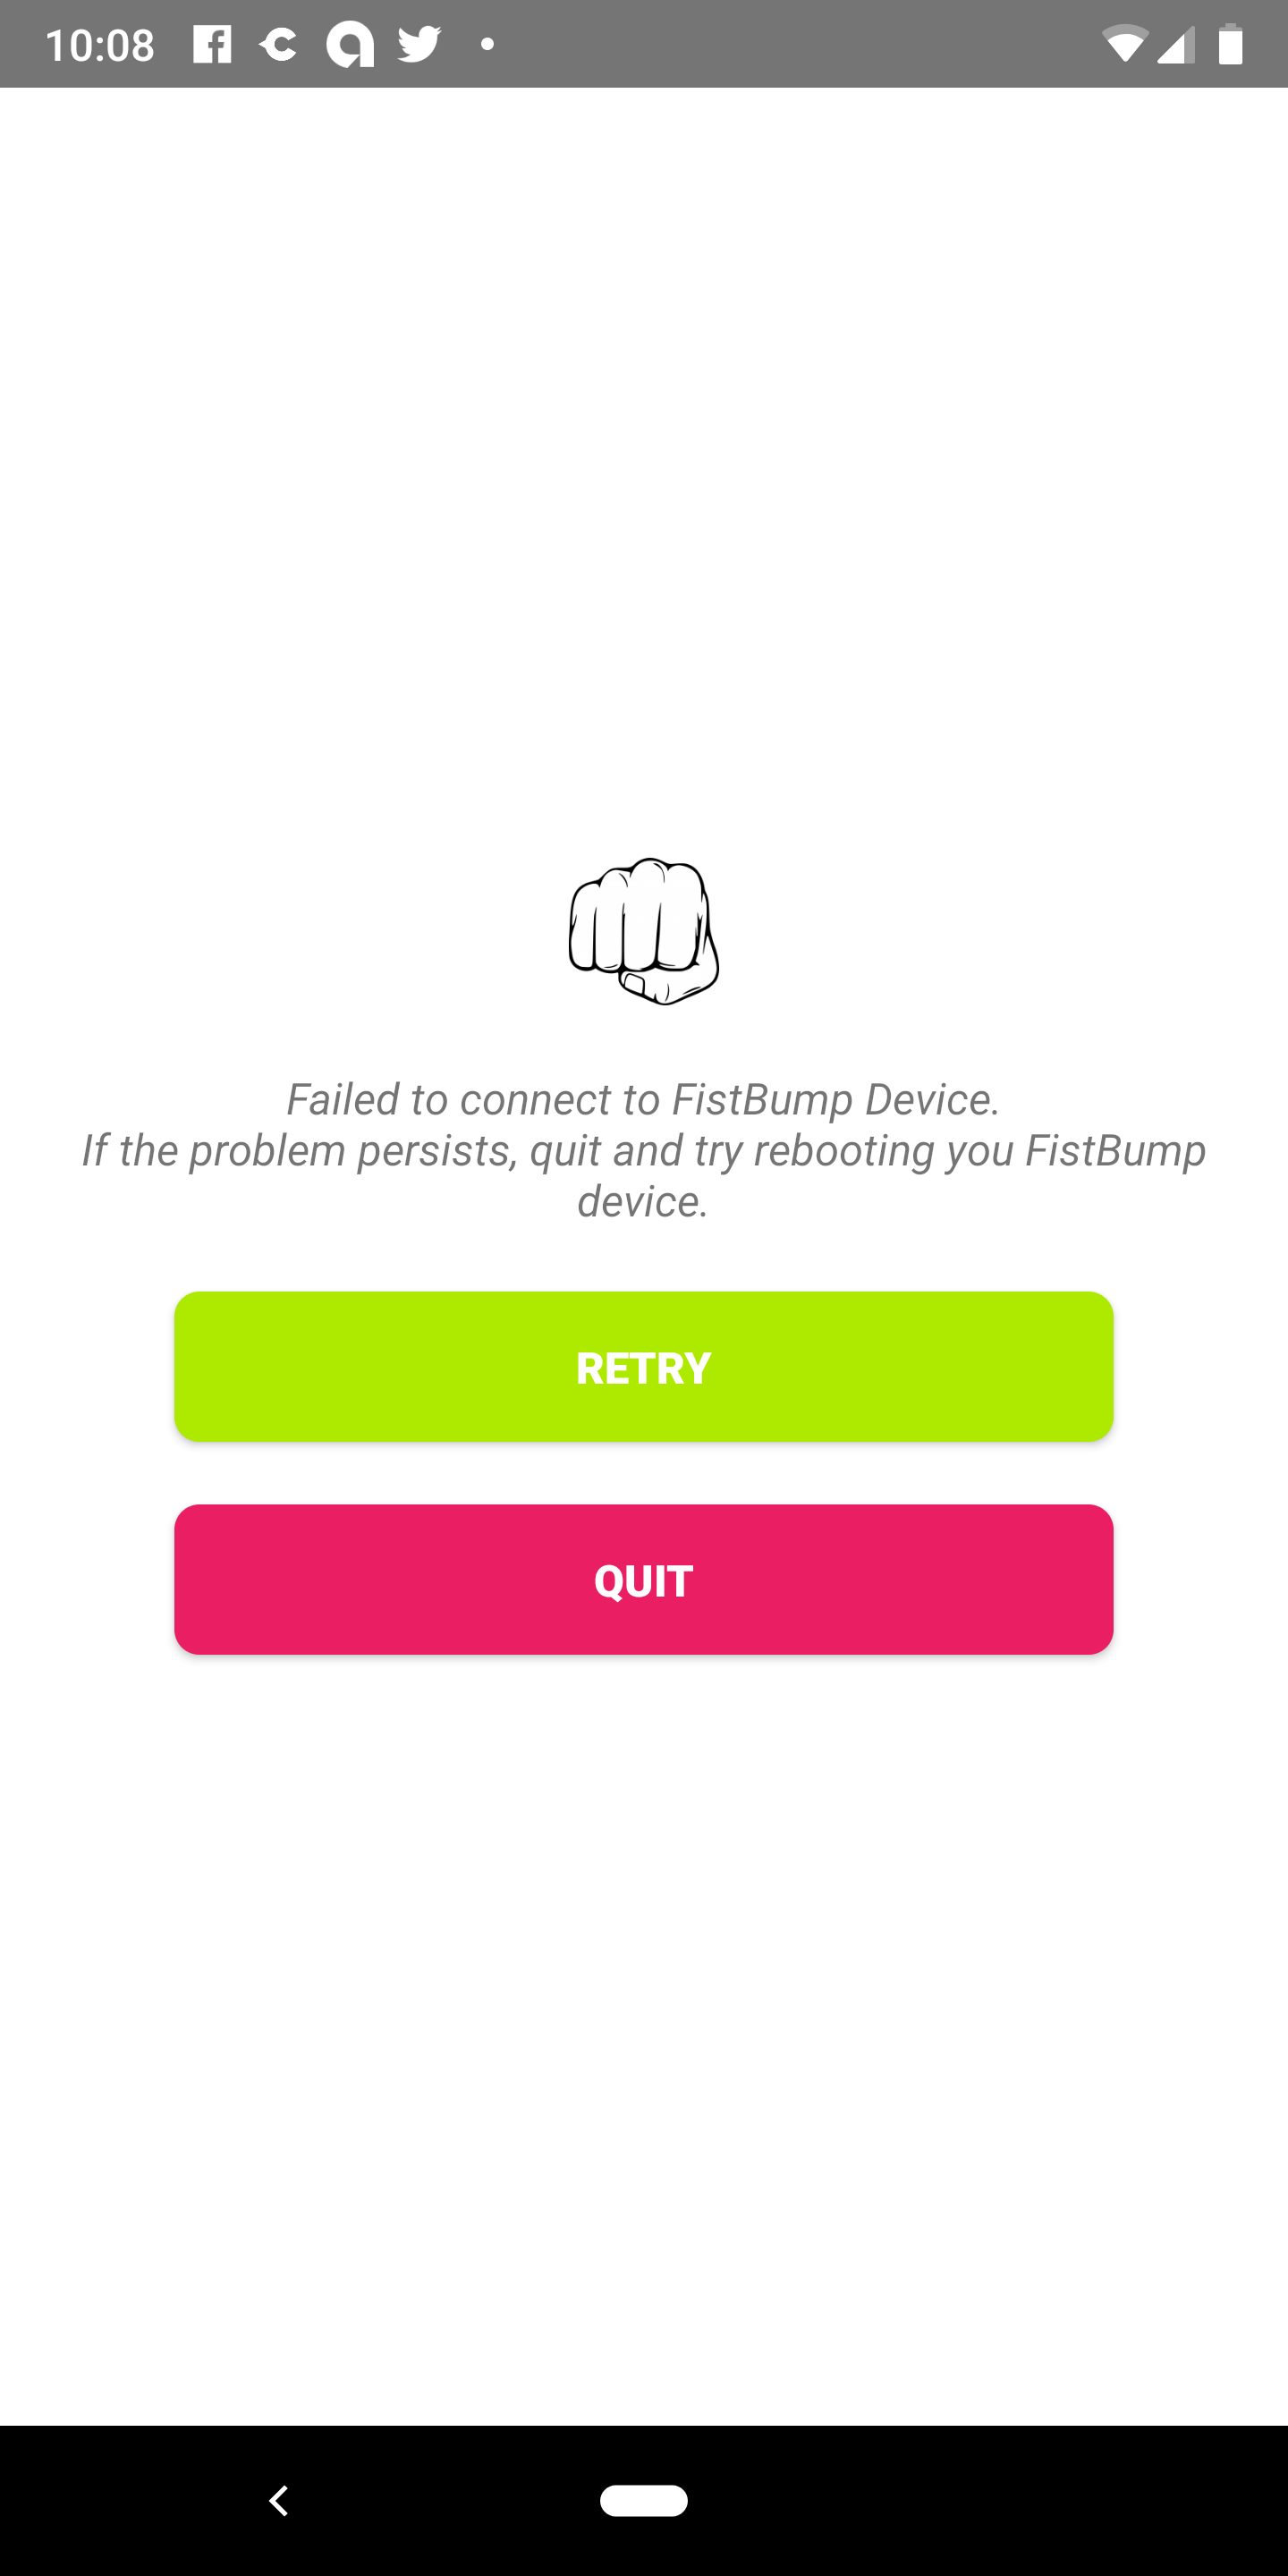 10:08
Failed to connect to FistBump Device.
If the problem persists, quit and try rebooting you FistBump
device.
RETRY
QUIT